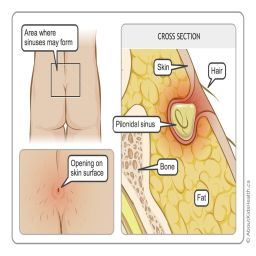 Area where
sinuses may form
CROSS SECTION
Skin
Hair
Pilonidal sinus
Opening on
skin surface
Bone
Fat
© AboutKidsHealth.ca